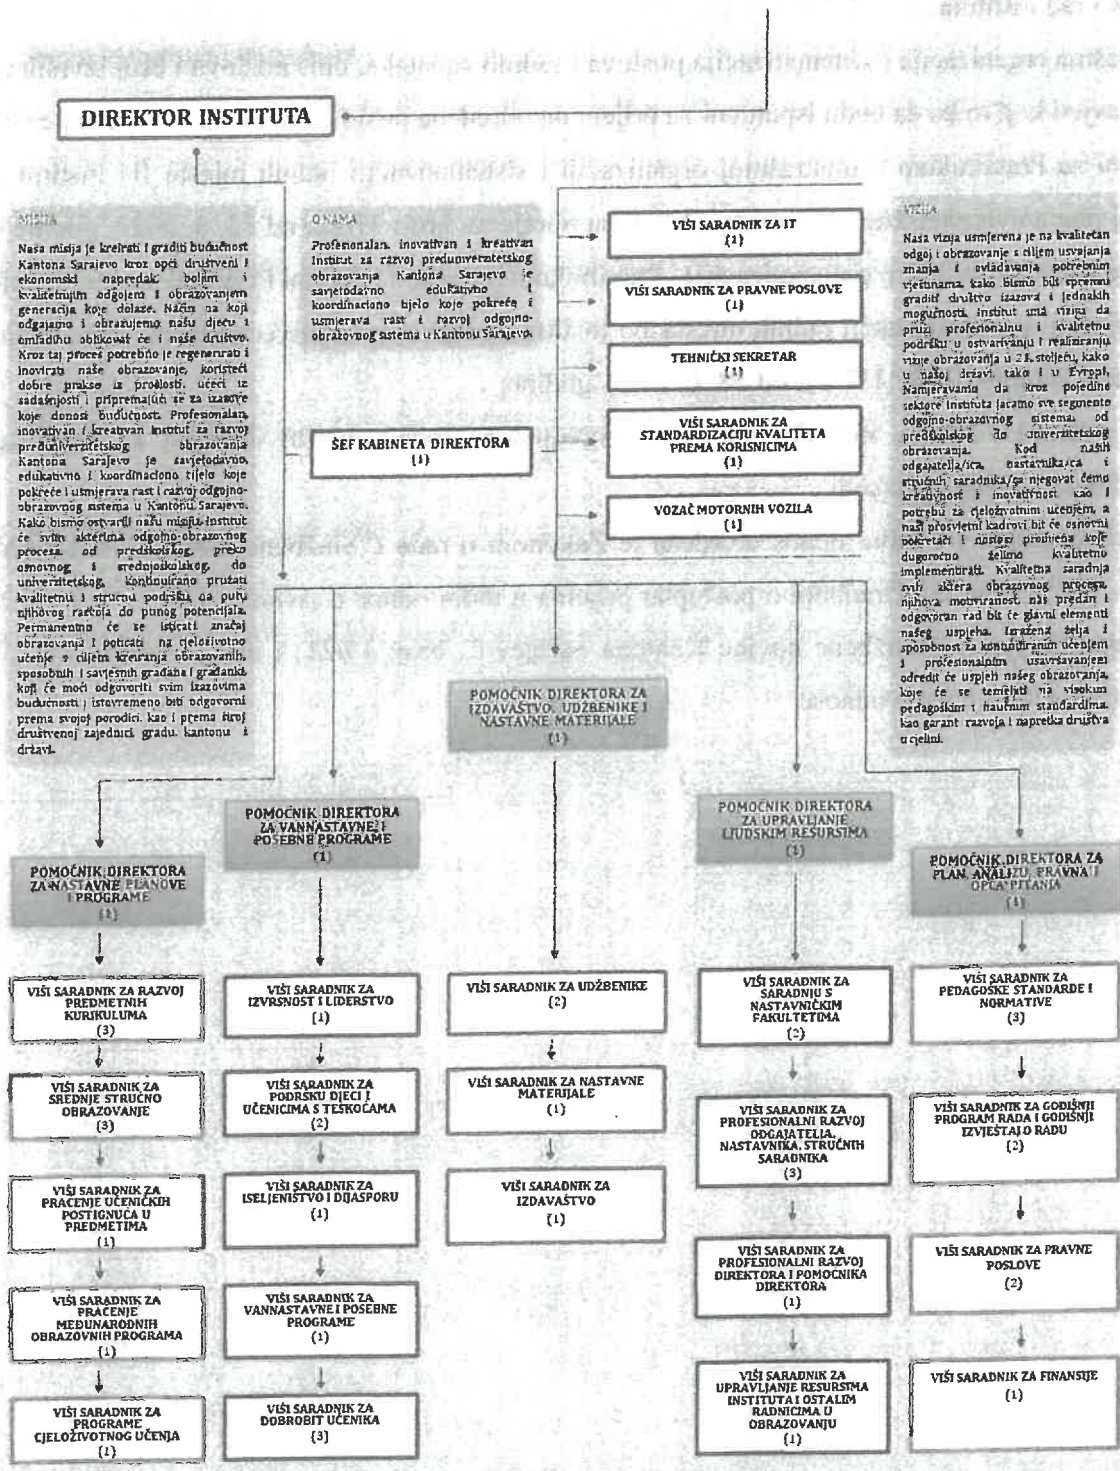 DIREKTOR INSTITUTA
MISIJA
Naša misija je kreirati i graditi budućnost
Kantona Sarajevo kroz opći društveni i
ekonomski napredak boljim i
kvalitetnijim odgojem i obrazovanjem
generacija koje dolaze. Način na koji
odgajamo i obrazujemo našu djecu i
omladinu oblikovat će i naše društvo.
Kroz taj proces potrebno je regenerirati i
inovirati naše obrazovanje, koristeći
dobre prakse iz prošlosti, učeći iz
sadašnjosti i pripremajući se za izazove
koje donosi budućnost. Profesionalan,
inovativan i kreativan Institut za razvoj
preduniverzitetskog obrazovanja
Kantona Sarajevo je savjetodavno,
edukativno i koordinaciono tijelo koje
pokreće i usmjerava rast i razvoj odgojno-
obrazovnog sistema u Kantonu Sarajevo.
Kako bismo ostvarili našu misiju, Institut
će svim akterima odgojno-obrazovnog
procesa, od predškolskog, preko
osnovnog i srednjoškolskog, do
univerzitetskog, kontinuirano pružati
kvalitetnu i stručnu podršku na putu
njihovog razvoja do punog potencijala.
Permanentno će se isticati značaj
obrazovanja i poticati na cjeloživotno
učenje s ciljem kreiranja obrazovanih,
sposobnih i savjesnih građana i građanki,
koji će moći odgovoriti svim izazovima
budućnosti i istovremeno biti odgovorni
prema svojoj porodici, kao i prema široj
društvenoj zajednici, gradu, kantonu i
državi.
O NAMA
Profesionalan, inovativan i kreativan
Institut za razvoj preduniverzitetskog
obrazovanja Kantona Sarajevo je
savjetodavno edukativno i
koordinaciono tijelo koje pokreće i
usmjerava rast i razvoj odgojno-
obrazovnog sistema u Kantonu Sarajevo.
ŠEF KABINETA DIREKTORA
(1)
VIŠI SARADNIK ZA IT
(1)
VIŠI SARADNIK ZA PRAVNE POSLOVE
(1)
TEHNIČKI SEKRETAR
(1)
VIŠI SARADNIK ZA
STANDARDIZACIJU KVALITETA
PREMA KORISNICIMA
(1)
VOZAČ MOTORNIH VOZILA
(1)
VIZIJA
Naša vizija usmjerena je na kvalitetan
odgoj i obrazovanje s ciljem usvajanja
znanja i ovladavanja potrebnim
vještinama, kako bismo bili spremni
graditi društvo izazova i jednakih
mogućnosti. Institut ima viziju da
pruži profesionalnu i kvalitetnu
podršku u ostvarivanju i realiziranju
vizije obrazovanja u 21. stoljeću, kako
u našoj državi, tako i u Evropi.
Namjeravamo da kroz pojedine
sektore Instituta jačamo sve segmente
odgojno-obrazovnog sistema, od
predškolskog do univerzitetskog
obrazovanja. Kod naših
odgajatelja/ica, nastavnika/ca i
stručnih saradnika/ca njegovat ćemo
kreativnost i inovativnost kao i
potrebu za cjeloživotnim učenjem, a
naši prosvjetni kadrovi bit će osnovni
pokretači i nosioci promjena koje
dugoročno želimo kvalitetno
implementirati. Kvalitetna saradnja
svih aktera obrazovnog procesa,
njihova motiviranost, naš predan i
odgovoran rad bit će glavni elementi
našeg uspjeha. Izražena želja i
sposobnost za kontinuiranim učenjem
i profesionalnim usavršavanjem
odredit će uspjeh našeg obrazovanja,
koje će se temeljiti na visokim
pedagoškim i naučnim standardima,
kao garant razvoja i napretka društva
u cjelini.
POMOĆNIK DIREKTORA
ZA NASTAVNE PLANOVE
I PROGRAME
(1)
VIŠI SARADNIK ZA RAZVOJ
PREDMETNIH
KURIKULUMA
(3)
VIŠI SARADNIK ZA
SREDNJE STRUČNO
OBRAZOVANJE
(3)
VIŠI SARADNIK ZA
PRAĆENJE UČENIČKIH
POSTIGNUĆA U
PREDMETIMA
(1)
VIŠI SARADNIK ZA
PRAĆENJE
MEĐUNARODNIH
OBRAZOVNIH PROGRAMA
(1)
VIŠI SARADNIK ZA
PROGRAME
CJELOŽIVOTNOG UČENJA
(1)
POMOĆNIK DIREKTORA
ZA VANNASTAVNE I
POSEBNE PROGRAME
(1)
VIŠI SARADNIK ZA
IZVRSNOST I LIDERSTVO
(1)
VIŠI SARADNIK ZA
PODRŠKU DJECI I
UČENICIMA S TEŠKOĆAMA
(2)
VIŠI SARADNIK ZA
ISELJENIŠTVO I DIJASPORU
(1)
VIŠI SARADNIK ZA
VANNASTAVNE I POSEBNE
PROGRAME
(1)
VIŠI SARADNIK ZA
DOBROBIT UČENIKA
(3)
POMOĆNIK DIREKTORA ZA
IZDAVAŠTVO, UDŽBENIKE I
NASTAVNE MATERIJALE
(1)
VIŠI SARADNIK ZA UDŽBENIKE
(2)
VIŠI SARADNIK ZA NASTAVNE
MATERIJALE
(1)
VIŠI SARADNIK ZA
IZDAVAŠTVO
(1)
POMOĆNIK DIREKTORA
ZA UPRAVLJANJE
LJUDSKIM RESURSIMA
(1)
VIŠI SARADNIK ZA
SARADNJU S
NASTAVNIČKIM
FAKULTETIMA
(2)
VIŠI SARADNIK ZA
PROFESIONALNI RAZVOJ
ODGAJATELJA,
NASTAVNIKA, STRUČNIH
SARADNIKA
(3)
VIŠI SARADNIK ZA
PROFESIONALNI RAZVOJ
DIREKTORA I POMOĆNIKA
DIREKTORA
(1)
VIŠI SARADNIK ZA
UPRAVLJANJE RESURSIMA
INSTITUTA I OSTALIM
RADNICIMA U
OBRAZOVANJU
(1)
POMOĆNIK DIREKTORA ZA
PLAN, ANALIZU, PRAVNA I
OPĆA PITANJA
(1)
VIŠI SARADNIK ZA
PEDAGOŠKE STANDARDE I
NORMATIVE
(3)
VIŠI SARADNIK ZA GODIŠNJI
PROGRAM RADA I GODIŠNJI
IZVJEŠTAJ O RADU
(2)
VIŠI SARADNIK ZA PRAVNE
POSLOVE
(2)
VIŠI SARADNIK ZA FINANSIJE
(1)